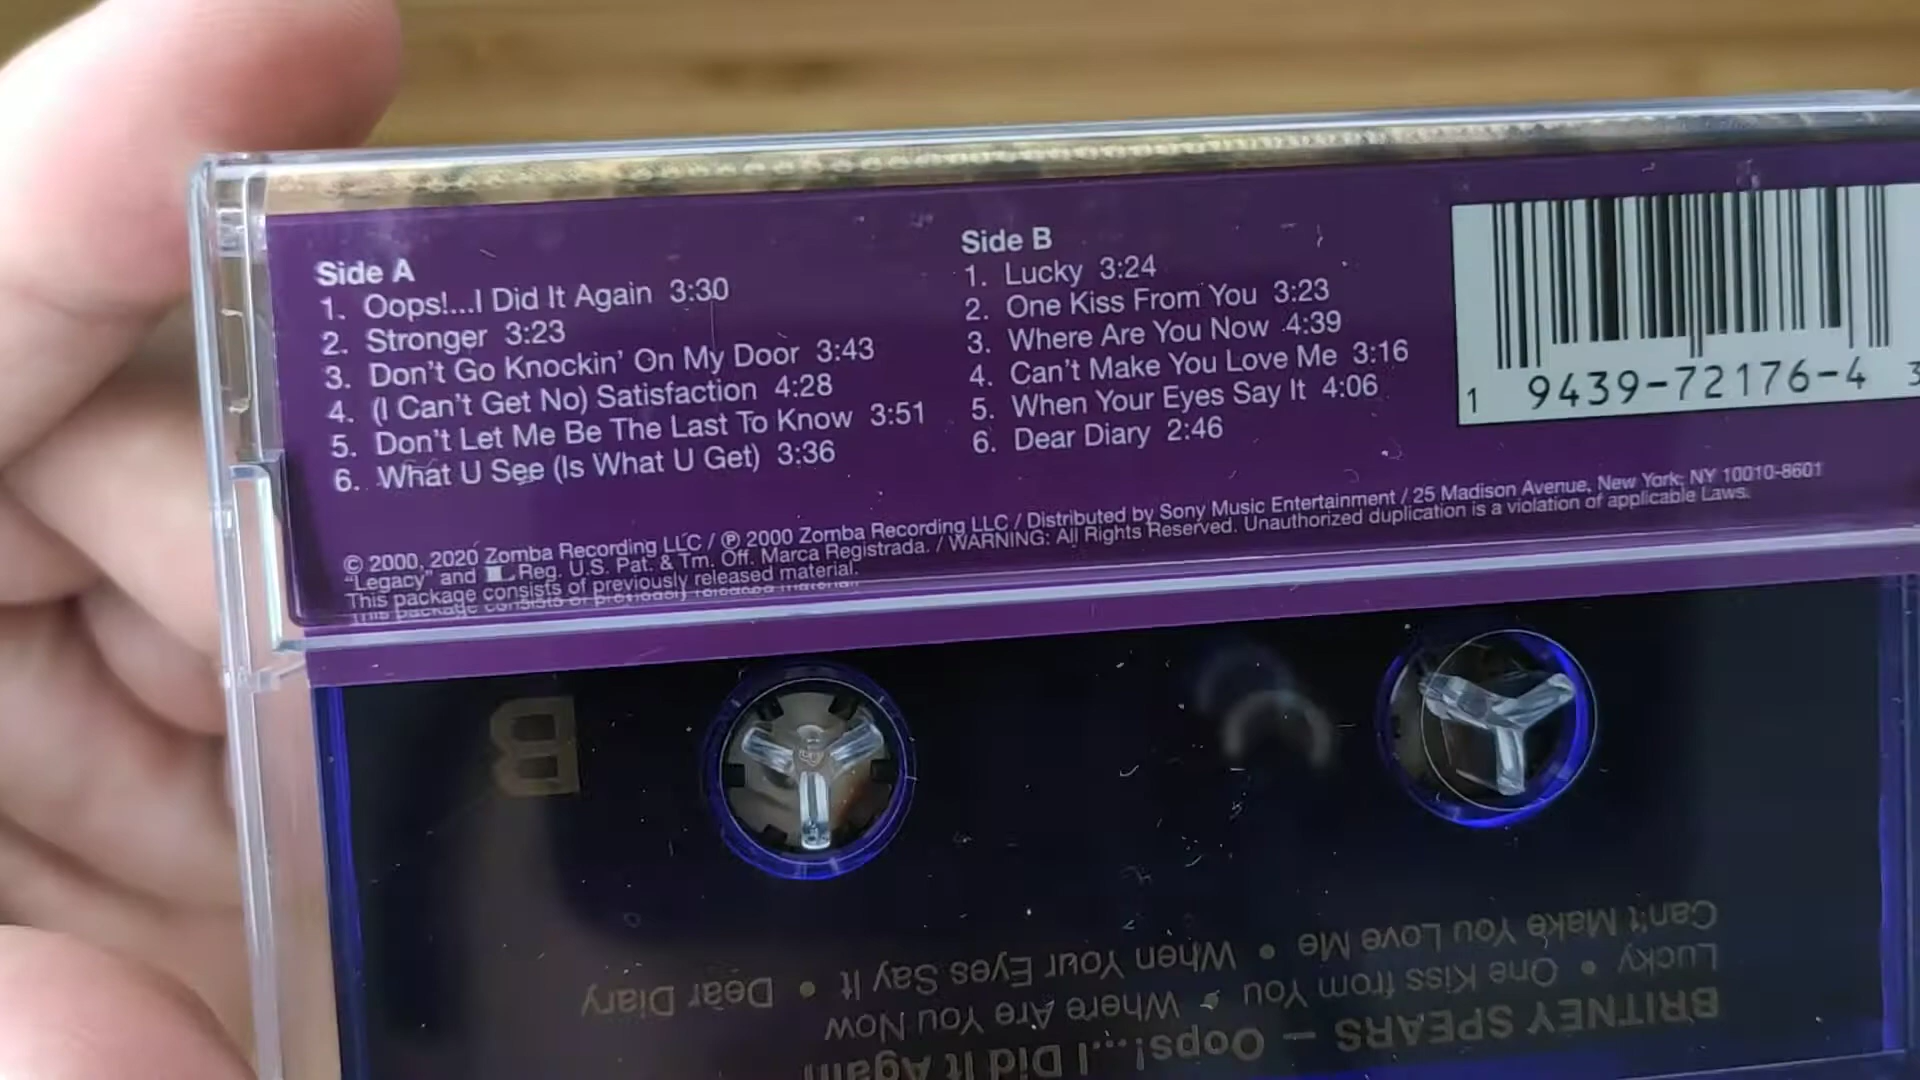 Side A
1. Oops!...I Did It Again 3:30
2. Stronger 3:23
3. Don't Go Knockin' On My Door 3:43
4. (I Can't Get No) Satisfaction 4:28
5. Don't Let Me Be The Last To Know 3:51
6. What U See (Is What U Get) 3:36
Side B
1. Lucky 3:24
2. One Kiss From You 3:23
3. Where Are You Now 4:39
4. Can't Make You Love Me 3:16
5. When Your Eyes Say It 4:06
6. Dear Diary 2:46
1 9439-72176-4 3
© 2000, 2020 Zomba Recording LLC / ℗ 2000 Zomba Recording LLC / Distributed by Sony Music Entertainment / 25 Madison Avenue, New York, NY 10010-8601
"Legacy" and L Reg. U.S. Pat. & Tm. Off. Marca Registrada. / WARNING: All Rights Reserved. Unauthorized duplication is a violation of applicable Laws.
This package consists of previously released material.
B
BRITNEY SPEARS – Oops!...I Did It Again
Lucky • One Kiss from You • Where Are You Now
Can't Make You Love Me • When Your Eyes Say It • Dear Diary